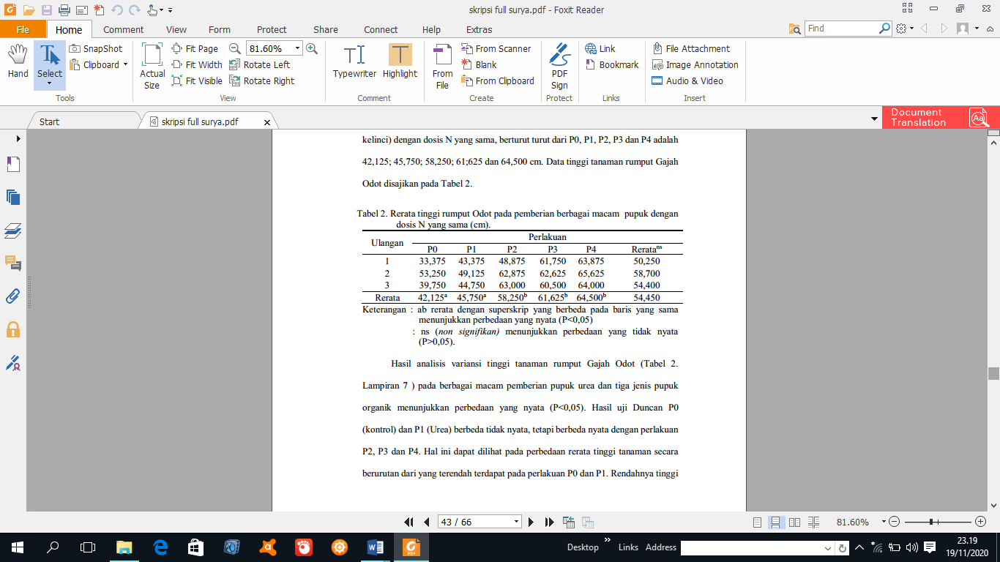 skripsi full surya.pdf - Foxit Reader
File Home Comment View Form Protect Share Connect Help Extras Find
Hand
Select
SnapShot
Clipboard
Tools
Actual Size
Fit Page
Fit Width
Fit Visible
81.60%
Rotate Left
Rotate Right
View
Typewriter
Highlight
Comment
From File
From Scanner
Blank
From Clipboard
Create
PDF Sign
Protect
Link
Bookmark
Links
File Attachment
Image Annotation
Audio & Video
Insert
Start skripsi full surya.pdf
Document Translation
kelinci) dengan dosis N yang sama, berturut turut dari P0, P1, P2, P3 dan P4 adalah
42,125; 45,750; 58,250; 61;625 dan 64,500 cm. Data tinggi tanaman rumput Gajah
Odot disajikan pada Tabel 2.
Tabel 2. Rerata tinggi rumput Odot pada pemberian berbagai macam pupuk dengan
dosis N yang sama (cm).
Ulangan Perlakuan
P0 P1 P2 P3 P4 Rerataⁿˢ
1 33,375 43,375 48,875 61,750 63,875 50,250
2 53,250 49,125 62,875 62,625 65,625 58,700
3 39,750 44,750 63,000 60,500 64,000 54,400
Rerata 42,125ᵃ 45,750ᵃ 58,250ᵇ 61,625ᵇ 64,500ᵇ 54,450
Keterangan : ab rerata dengan superskrip yang berbeda pada baris yang sama
menunjukkan perbedaan yang nyata (P<0,05)
: ns (non signifikan) menunjukkan perbedaan yang tidak nyata
(P>0,05).
Hasil analisis variansi tinggi tanaman rumput Gajah Odot (Tabel 2.
Lampiran 7 ) pada berbagai macam pemberian pupuk urea dan tiga jenis pupuk
organik menunjukkan perbedaan yang nyata (P<0,05). Hasil uji Duncan P0
(kontrol) dan P1 (Urea) berbeda tidak nyata, tetapi berbeda nyata dengan perlakuan
P2, P3 dan P4. Hal ini dapat dilihat pada perbedaan rerata tinggi tanaman secara
berurutan dari yang terendah terdapat pada perlakuan P0 dan P1. Rendahnya tinggi
43 / 66
81.60%
Desktop Links Address
23.19
19/11/2020